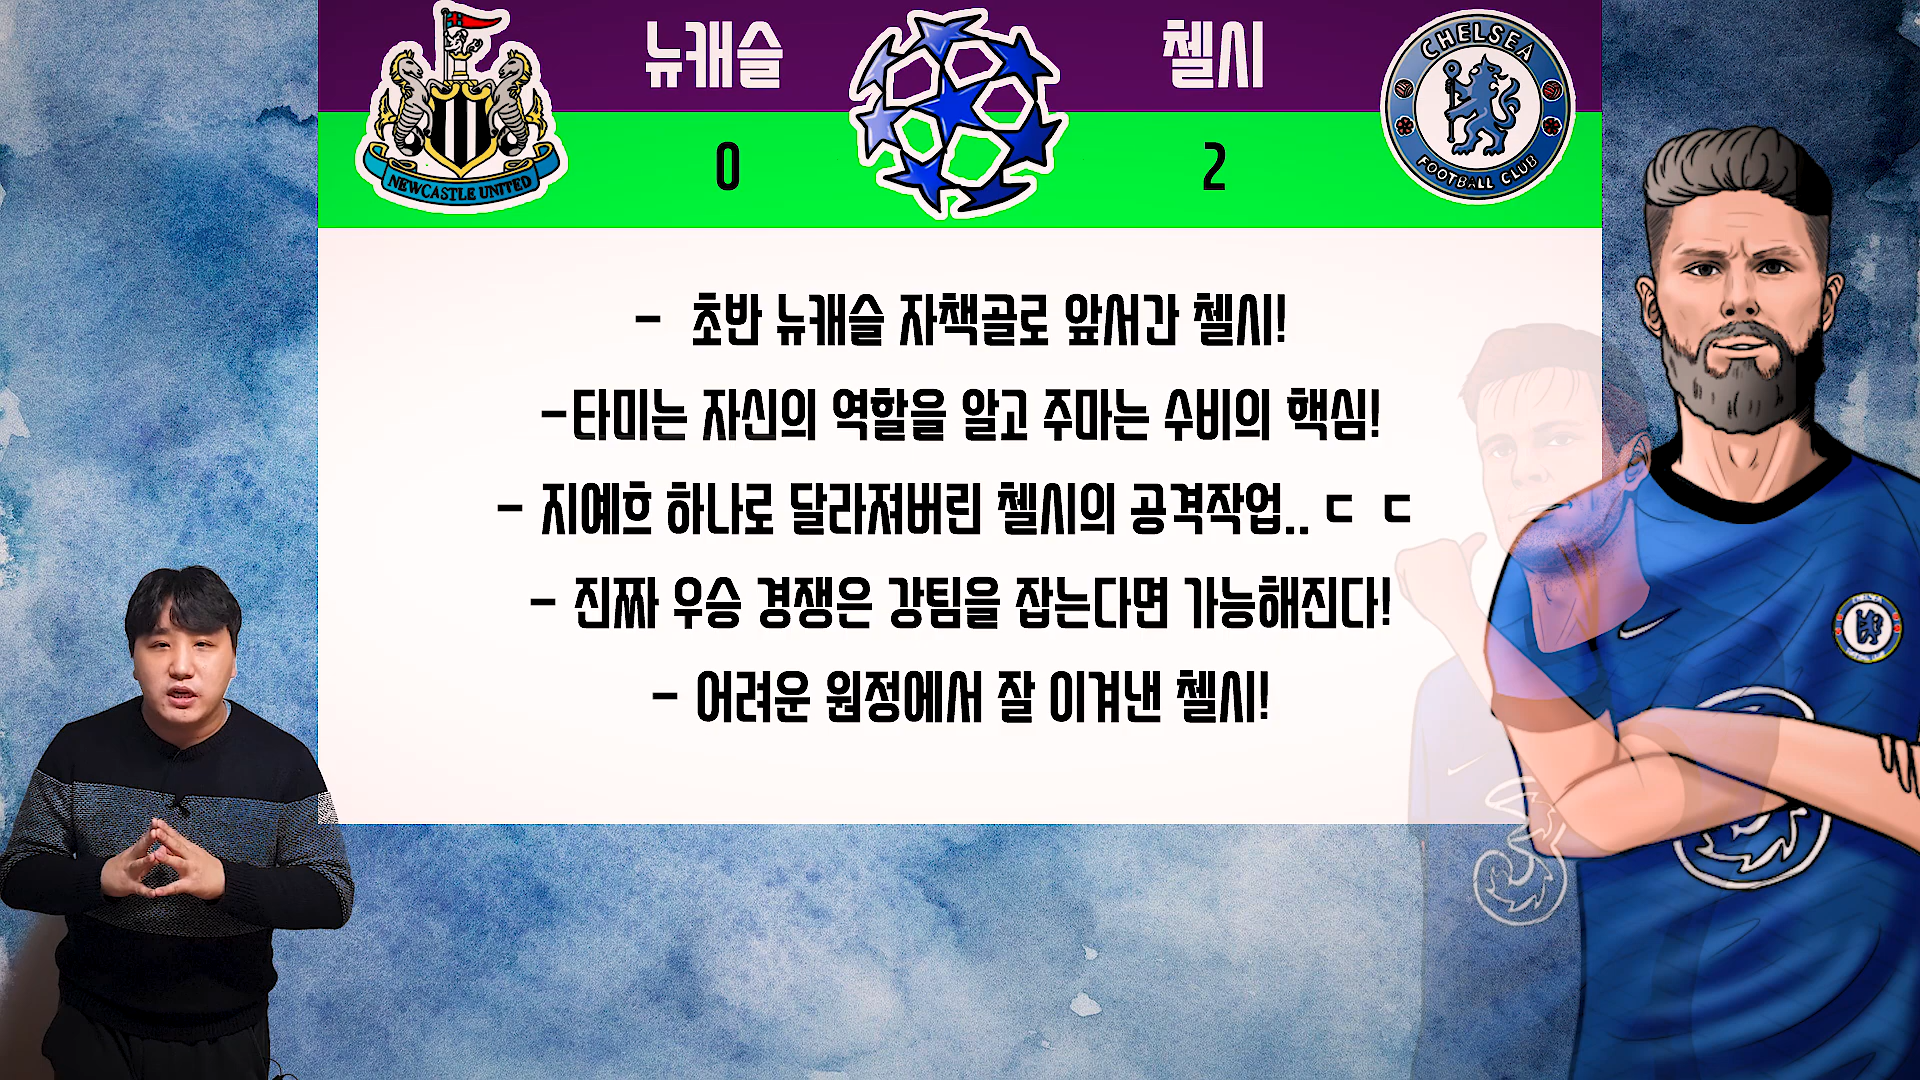 뉴캐슬
첼시
0
2
NEWCASTLE UNITED
CHELSEA
FOOTBALL CLUB
- 초반 뉴캐슬 자책골로 앞서간 첼시!
-타미는 자신의 역할을 알고 주마는 수비의 핵심!
- 지예흐 하나로 달라져버린 첼시의 공격작업.. ㄷ ㄷ
- 진짜 우승 경쟁은 강팀을 잡는다면 가능해진다!
- 어려운 원정에서 잘 이겨낸 첼시!